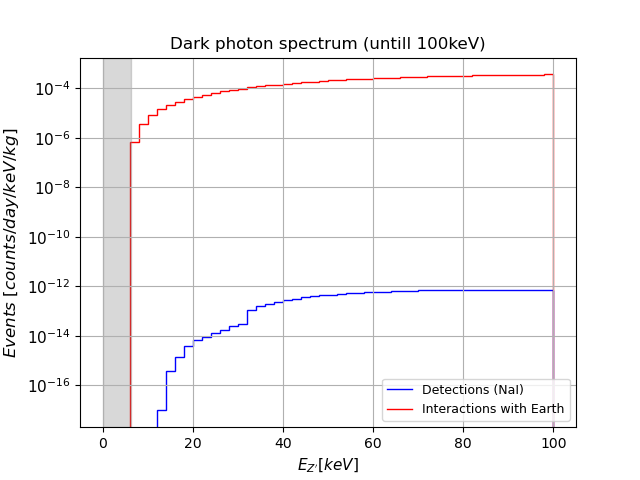 Dark photon spectrum (untill 100keV)
Events [counts/day/keV/kg]
10⁻⁴
10⁻⁶
10⁻⁸
10⁻¹⁰
10⁻¹²
10⁻¹⁴
10⁻¹⁶
Detections (NaI)
Interactions with Earth
0 20 40 60 80 100
E_Z'[keV]